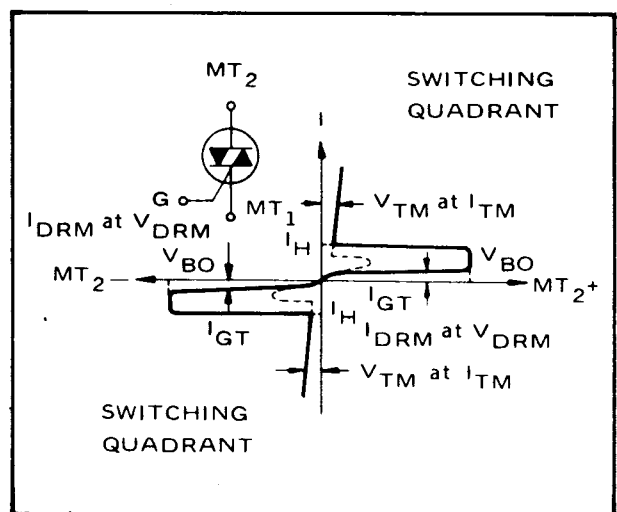 MT2
SWITCHING
QUADRANT
I
G
MT1
VTM at ITM
IDRM at VDRM
IH
VBO
VBO
MT2 –
MT2+
IGT
IH
IDRM at VDRM
IGT
VTM at ITM
SWITCHING
QUADRANT